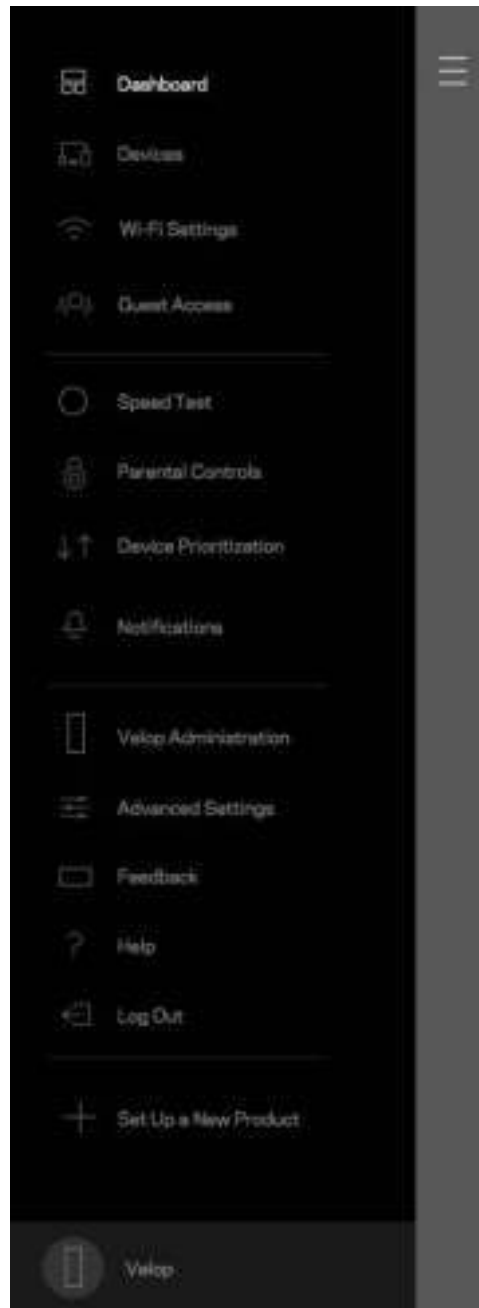 Dashboard
Devices
Wi-Fi Settings
Guest Access
Speed Test
Parental Controls
Device Prioritization
Notifications
Velop Administration
Advanced Settings
Feedback
Help
Log Out
Set Up a New Product
Velop